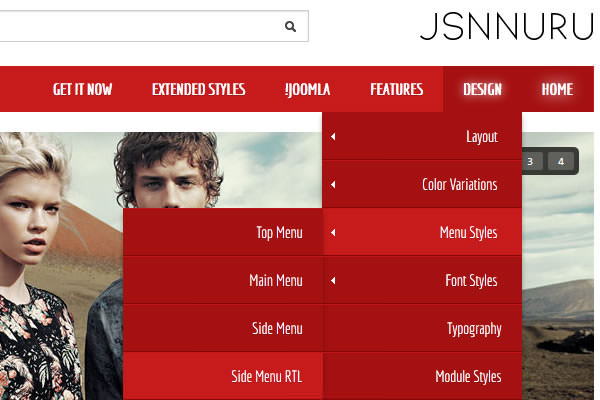 JSNNURU
HOME
DESIGN
FEATURES
!JOOMLA
EXTENDED STYLES
GET IT NOW
Layout
Color Variations
Menu Styles
Font Styles
Typography
Module Styles
Top Menu
Main Menu
Side Menu
Side Menu RTL
3
4